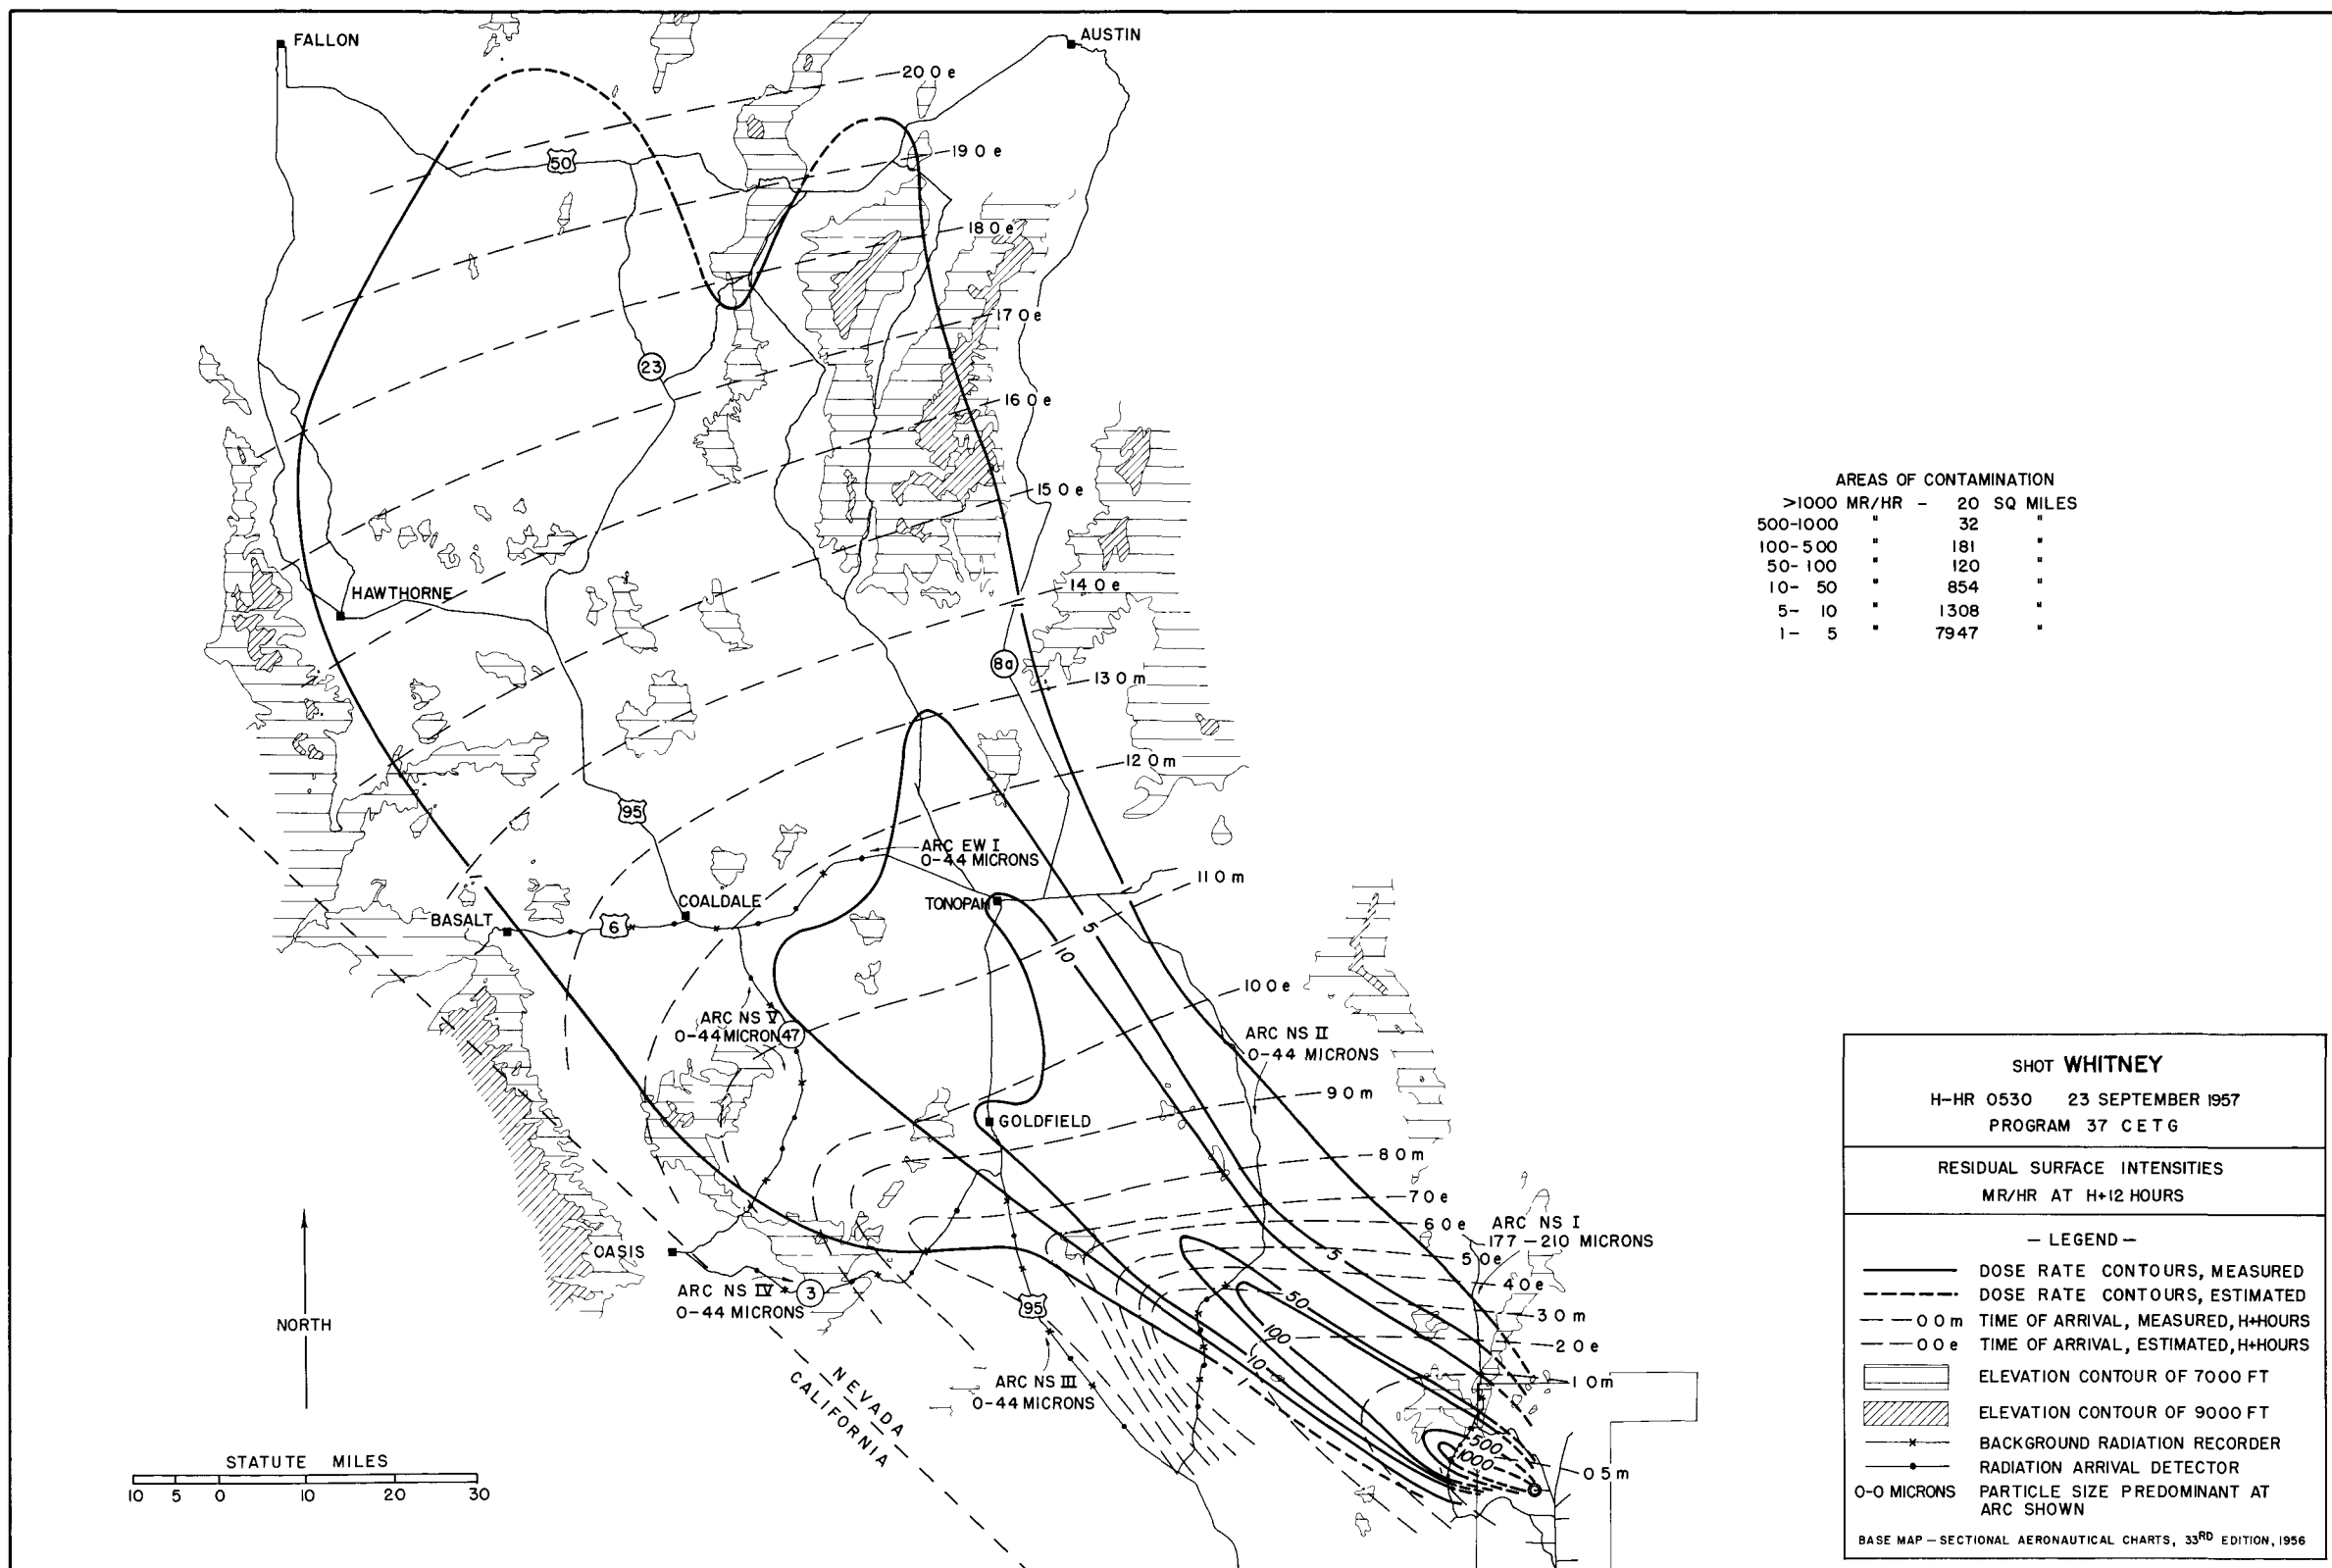 FALLON
AUSTIN
20 0 e
50
19 0 e
18 0 e
17 0 e
23
16 0 e
15 0 e
AREAS OF CONTAMINATION
>1000 MR/HR - 20 SQ MILES
500-1000 " 32 "
100-500 " 181 "
50-100 " 120 "
10- 50 " 854 "
5- 10 " 1308 "
1- 5 " 7947 "
14 0 e
HAWTHORNE
1
8a
13 0 m
12 0 m
95
ARC EW I
0-44 MICRONS
11 0 m
1
COALDALE
TONOPAH
1
BASALT
6
5
10
10 0 e
ARC NS V
0-44 MICRON
47
ARC NS II
0-44 MICRONS
9 0 m
GOLDFIELD
8 0 m
7 0 e
6 0 e
ARC NS I
177-210 MICRONS
5
5 0 e
OASIS
4 0 e
ARC NS IV
0-44 MICRONS
3
95
50
3 0 m
100
2 0 e
10
1
1 0 m
ARC NS III
0-44 MICRONS
NEVADA
CALIFORNIA
500
1000
0 5 m
NORTH
STATUTE MILES
10 5 0 10 20 30
SHOT WHITNEY
H-HR 0530 23 SEPTEMBER 1957
PROGRAM 37 C E T G
RESIDUAL SURFACE INTENSITIES
MR/HR AT H+12 HOURS
- LEGEND -
DOSE RATE CONTOURS, MEASURED
DOSE RATE CONTOURS, ESTIMATED
0 0 m TIME OF ARRIVAL, MEASURED, H+HOURS
0 0 e TIME OF ARRIVAL, ESTIMATED, H+HOURS
ELEVATION CONTOUR OF 7000 FT
ELEVATION CONTOUR OF 9000 FT
BACKGROUND RADIATION RECORDER
RADIATION ARRIVAL DETECTOR
0-0 MICRONS PARTICLE SIZE PREDOMINANT AT
ARC SHOWN
BASE MAP - SECTIONAL AERONAUTICAL CHARTS, 33RD EDITION, 1956